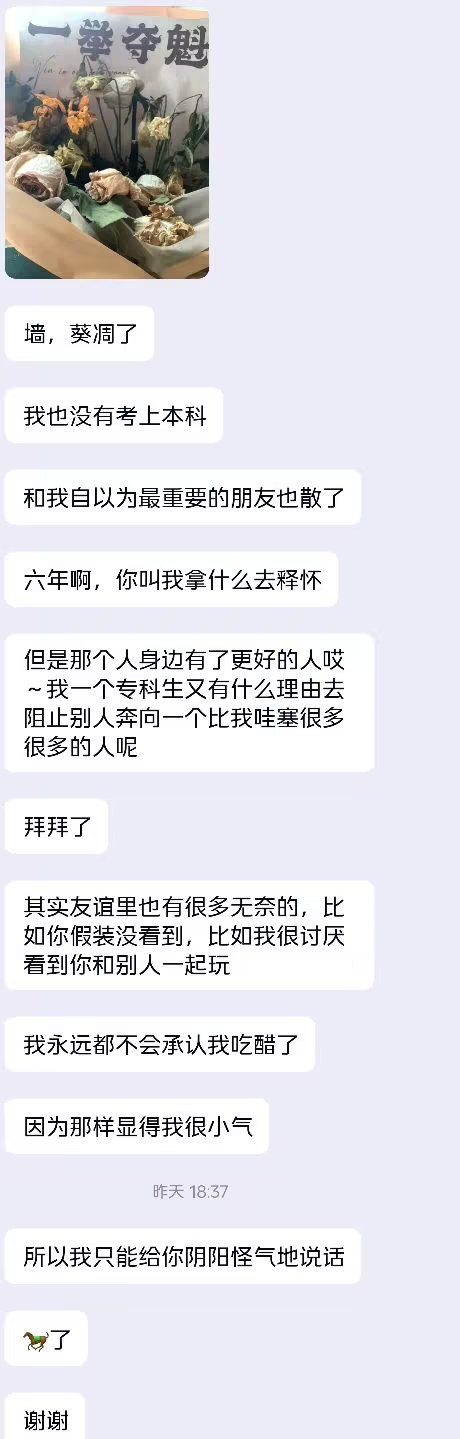 一举夺魁
墙，葵凋了
我也没有考上本科
和我自以为最重要的朋友也散了
六年啊，你叫我拿什么去释怀
但是那个人身边有了更好的人哎
～我一个专科生又有什么理由去
阻止别人奔向一个比我哇塞很多
很多的人呢
拜拜了
其实友谊里也有很多无奈的，比
如你假装没看到，比如我很讨厌
看到你和别人一起玩
我永远都不会承认我吃醋了
因为那样显得我很小气
昨天 18:37
所以我只能给你阴阳怪气地说话
🐎了
谢谢